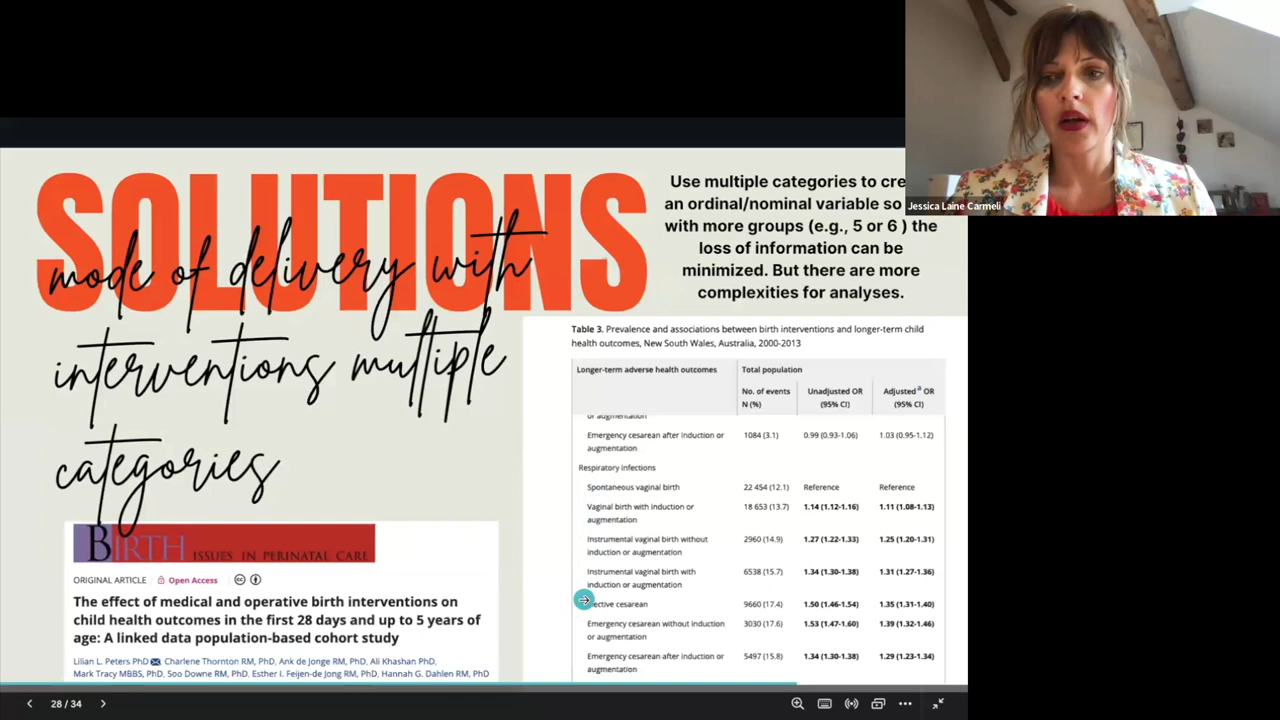 SOLUTIONS
mode of delivery with
interventions multiple
categories
Use multiple categories to cre
an ordinal/nominal variable so
with more groups (e.g., 5 or 6 ) the
loss of information can be
minimized. But there are more
complexities for analyses.
Jessica Laine Carmeli
Table 3. Prevalence and associations between birth interventions and longer-term child
health outcomes, New South Wales, Australia, 2000-2013
Longer-term adverse health outcomes Total population
No. of events N (%) Unadjusted OR (95% CI) Adjusted a OR (95% CI)
or augmentation
Emergency cesarean after induction or 1084 (3.1) 0.99 (0.93-1.06) 1.03 (0.95-1.12)
augmentation
Respiratory infections
Spontaneous vaginal birth 22 454 (12.1) Reference Reference
Vaginal birth with induction or 18 653 (13.7) 1.14 (1.12-1.16) 1.11 (1.08-1.13)
augmentation
Instrumental vaginal birth without 2960 (14.9) 1.27 (1.22-1.33) 1.25 (1.20-1.31)
induction or augmentation
Instrumental vaginal birth with 6538 (15.7) 1.34 (1.30-1.38) 1.31 (1.27-1.36)
induction or augmentation
ective cesarean 9660 (17.4) 1.50 (1.46-1.54) 1.35 (1.31-1.40)
Emergency cesarean without induction 3030 (17.6) 1.53 (1.47-1.60) 1.39 (1.32-1.46)
or augmentation
Emergency cesarean after induction or 5497 (15.8) 1.34 (1.30-1.38) 1.29 (1.23-1.34)
augmentation
BIRTH ISSUES IN PERINATAL CARE
ORIGINAL ARTICLE Open Access
The effect of medical and operative birth interventions on
child health outcomes in the first 28 days and up to 5 years of
age: A linked data population-based cohort study
Lilian L. Peters PhD, Charlene Thornton RM, PhD, Ank de Jonge RM, PhD, Ali Khashan PhD,
Mark Tracy MBBS, PhD, Soo Downe RM, PhD, Esther I. Feijen-de Jong RM, PhD, Hannah G. Dahlen RM, PhD
28 / 34